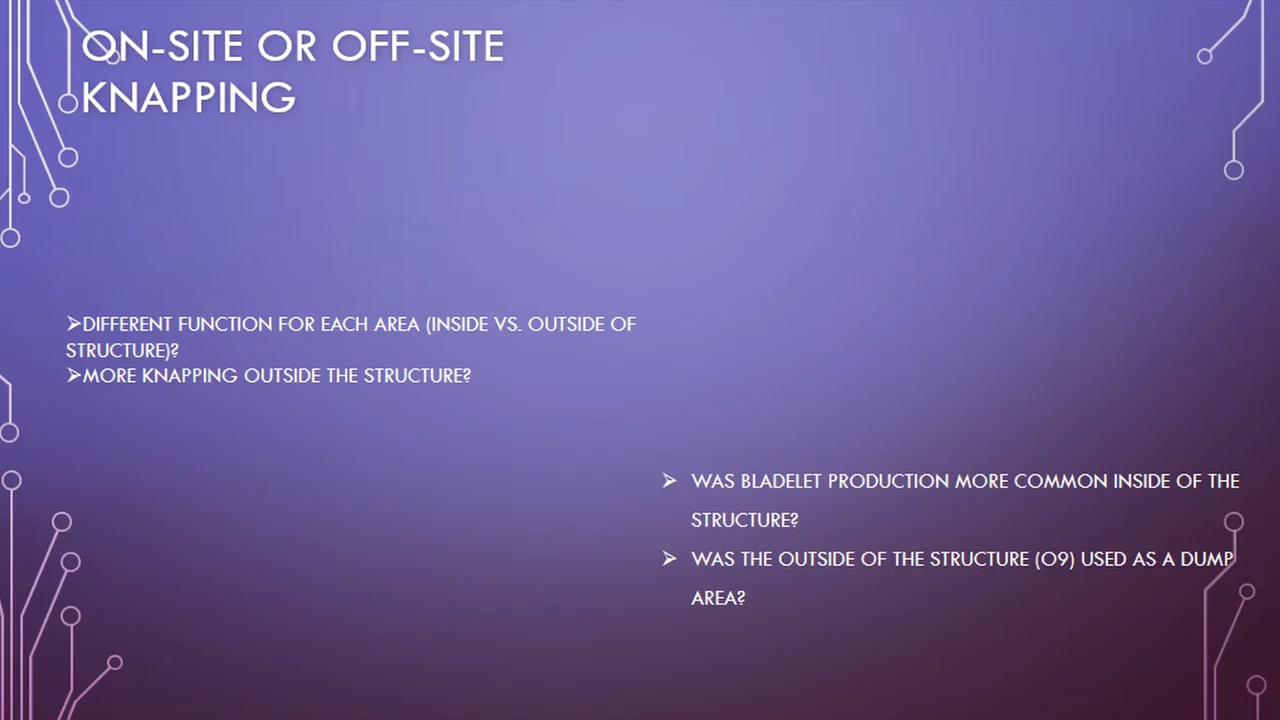 ON-SITE OR OFF-SITE
KNAPPING
➢DIFFERENT FUNCTION FOR EACH AREA (INSIDE VS. OUTSIDE OF
STRUCTURE)?
➢MORE KNAPPING OUTSIDE THE STRUCTURE?
➢ WAS BLADELET PRODUCTION MORE COMMON INSIDE OF THE
STRUCTURE?
➢ WAS THE OUTSIDE OF THE STRUCTURE (O9) USED AS A DUMP
AREA?